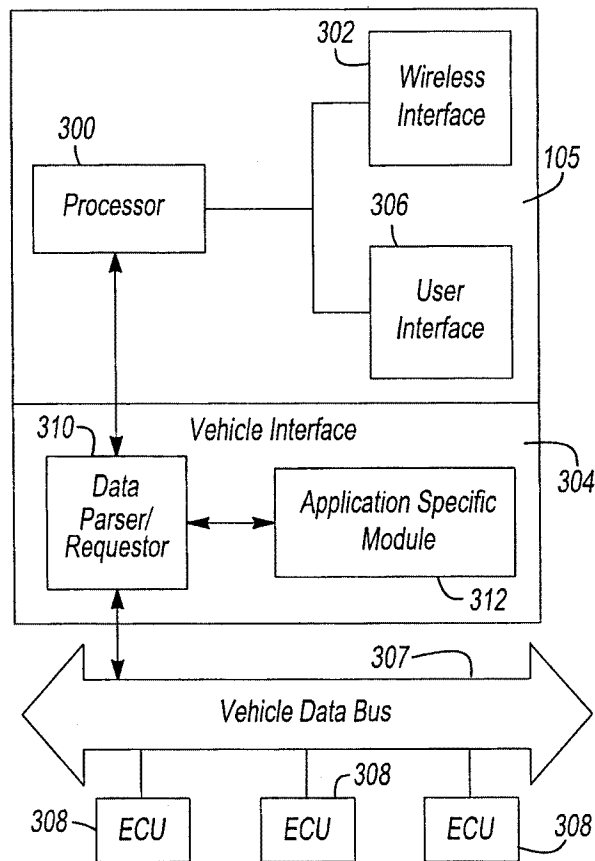 302
Wireless
Interface
300
Processor
105
306
User
Interface
310
Vehicle Interface
304
Data
Parser/
Requestor
Application Specific
Module
312
307
Vehicle Data Bus
308
ECU
308
ECU
ECU
308